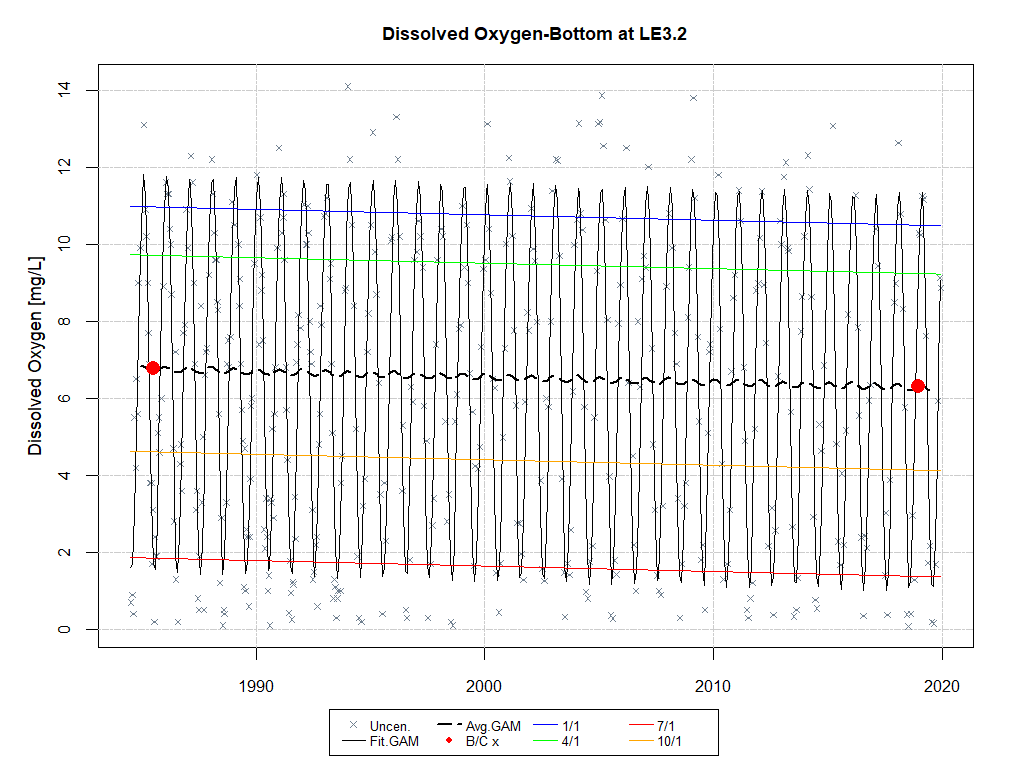 Dissolved Oxygen-Bottom at LE3.2
Dissolved Oxygen [mg/L]
14
12
10
8
6
4
2
0
1990 2000 2010 2020
Uncen. Avg.GAM 1/1 7/1
Fit.GAM B/C x 4/1 10/1